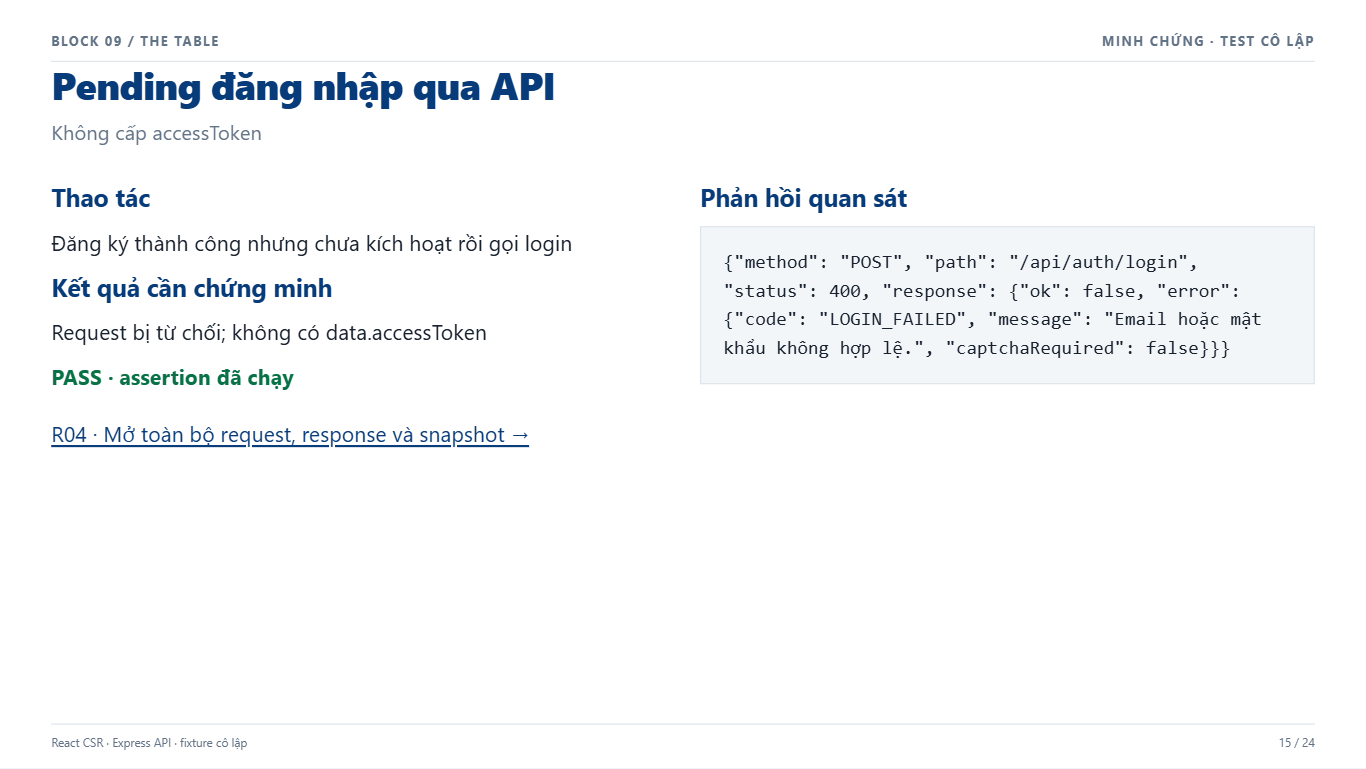 BLOCK 09 / THE TABLE
MINH CHỨNG · TEST CÔ LẬP
Pending đăng nhập qua API
Không cấp accessToken
Thao tác
Đăng ký thành công nhưng chưa kích hoạt rồi gọi login
Kết quả cần chứng minh
Request bị từ chối; không có data.accessToken
PASS · assertion đã chạy
R04 · Mở toàn bộ request, response và snapshot →
Phản hồi quan sát
{"method": "POST", "path": "/api/auth/login",
"status": 400, "response": {"ok": false, "error":
{"code": "LOGIN_FAILED", "message": "Email hoặc mật
khẩu không hợp lệ.", "captchaRequired": false}}}
React CSR · Express API · fixture cô lập
15 / 24